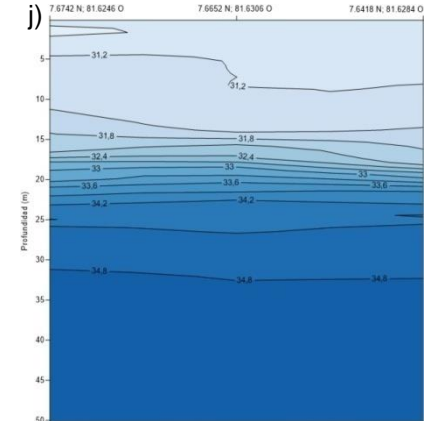 j)
7.6742 N; 81.6246 O 7.6652 N; 81.6306 O 7.6418 N; 81.6284 O
31,2
5
31,2
10
31,8 31,8
15
32,4 32,4
33 33 33
20
33,6 33,6 33,6
34,2 34,2
25
30
34,8 34,8 34,8
35
40
45
50
Profundidad (m)